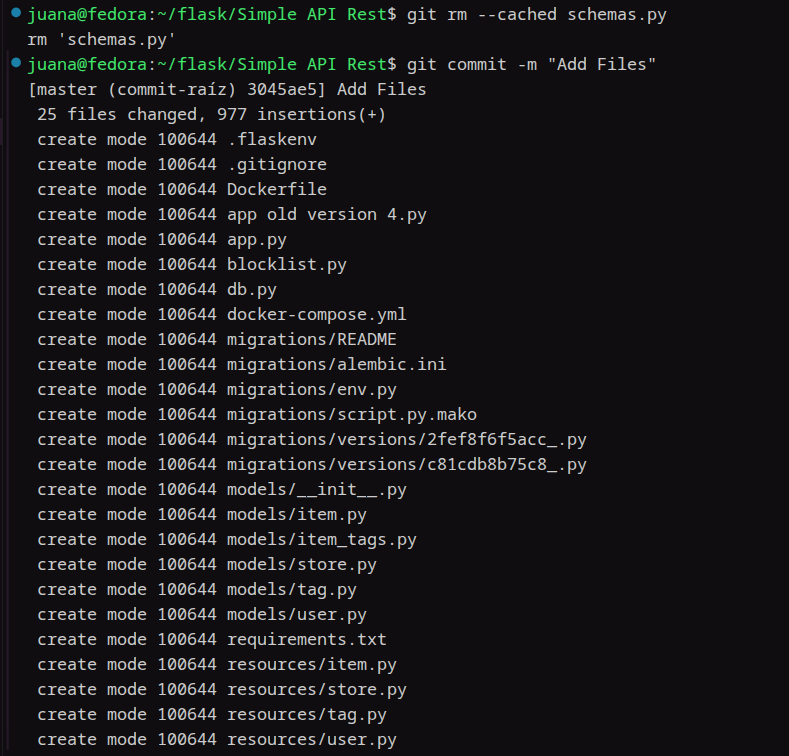 juana@fedora:~/flask/Simple API Rest$ git rm --cached schemas.py
rm 'schemas.py'
juana@fedora:~/flask/Simple API Rest$ git commit -m "Add Files"
[master (commit-raíz) 3045ae5] Add Files
 25 files changed, 977 insertions(+)
 create mode 100644 .flaskenv
 create mode 100644 .gitignore
 create mode 100644 Dockerfile
 create mode 100644 app old version 4.py
 create mode 100644 app.py
 create mode 100644 blocklist.py
 create mode 100644 db.py
 create mode 100644 docker-compose.yml
 create mode 100644 migrations/README
 create mode 100644 migrations/alembic.ini
 create mode 100644 migrations/env.py
 create mode 100644 migrations/script.py.mako
 create mode 100644 migrations/versions/2fef8f6f5acc_.py
 create mode 100644 migrations/versions/c81cdb8b75c8_.py
 create mode 100644 models/__init__.py
 create mode 100644 models/item.py
 create mode 100644 models/item_tags.py
 create mode 100644 models/store.py
 create mode 100644 models/tag.py
 create mode 100644 models/user.py
 create mode 100644 requirements.txt
 create mode 100644 resources/item.py
 create mode 100644 resources/store.py
 create mode 100644 resources/tag.py
 create mode 100644 resources/user.py